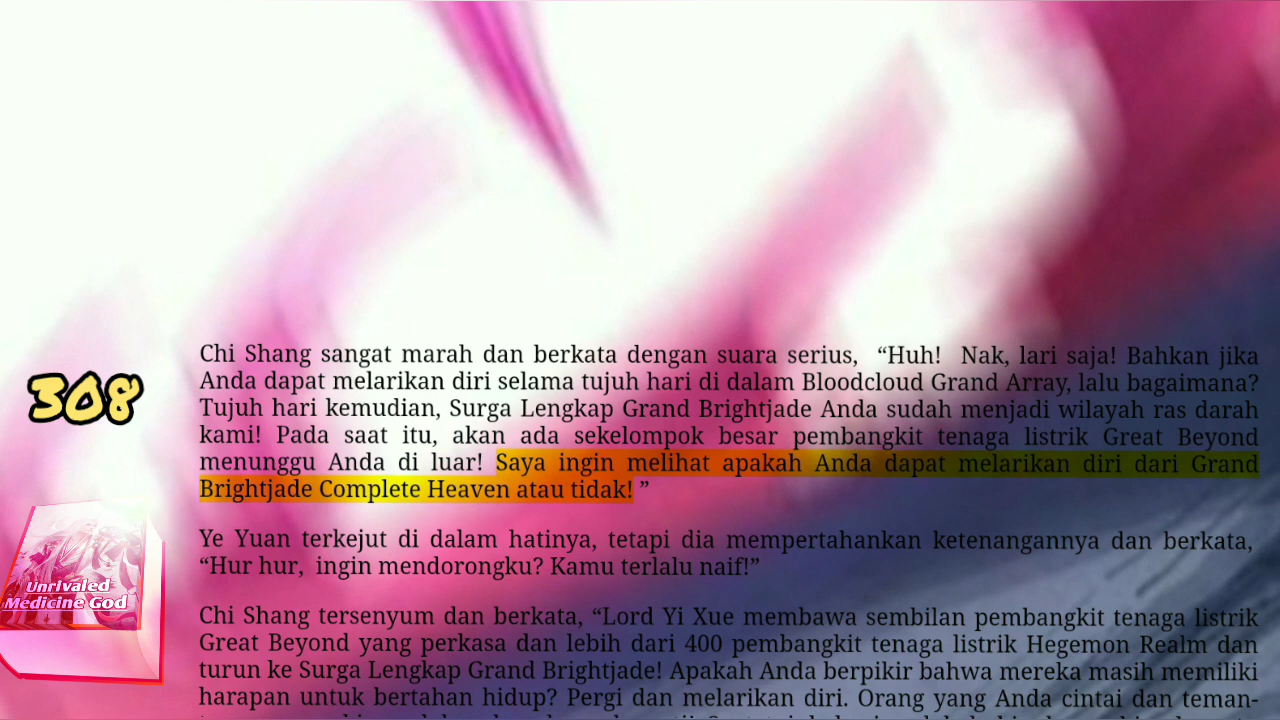 Chi Shang sangat marah dan berkata dengan suara serius, “Huh! Nak, lari saja! Bahkan jika
Anda dapat melarikan diri selama tujuh hari di dalam Bloodcloud Grand Array, lalu bagaimana?
Tujuh hari kemudian, Surga Lengkap Grand Brightjade Anda sudah menjadi wilayah ras darah
kami! Pada saat itu, akan ada sekelompok besar pembangkit tenaga listrik Great Beyond
menunggu Anda di luar! Saya ingin melihat apakah Anda dapat melarikan diri dari Grand
Brightjade Complete Heaven atau tidak! ”
308
Ye Yuan terkejut di dalam hatinya, tetapi dia mempertahankan ketenangannya dan berkata,
“Hur hur, ingin mendorongku? Kamu terlalu naif!”
Unrivaled
Medicine God
Chi Shang tersenyum dan berkata, “Lord Yi Xue membawa sembilan pembangkit tenaga listrik
Great Beyond yang perkasa dan lebih dari 400 pembangkit tenaga listrik Hegemon Realm dan
turun ke Surga Lengkap Grand Brightjade! Apakah Anda berpikir bahwa mereka masih memiliki
harapan untuk bertahan hidup? Pergi dan melarikan diri. Orang yang Anda cintai dan teman-